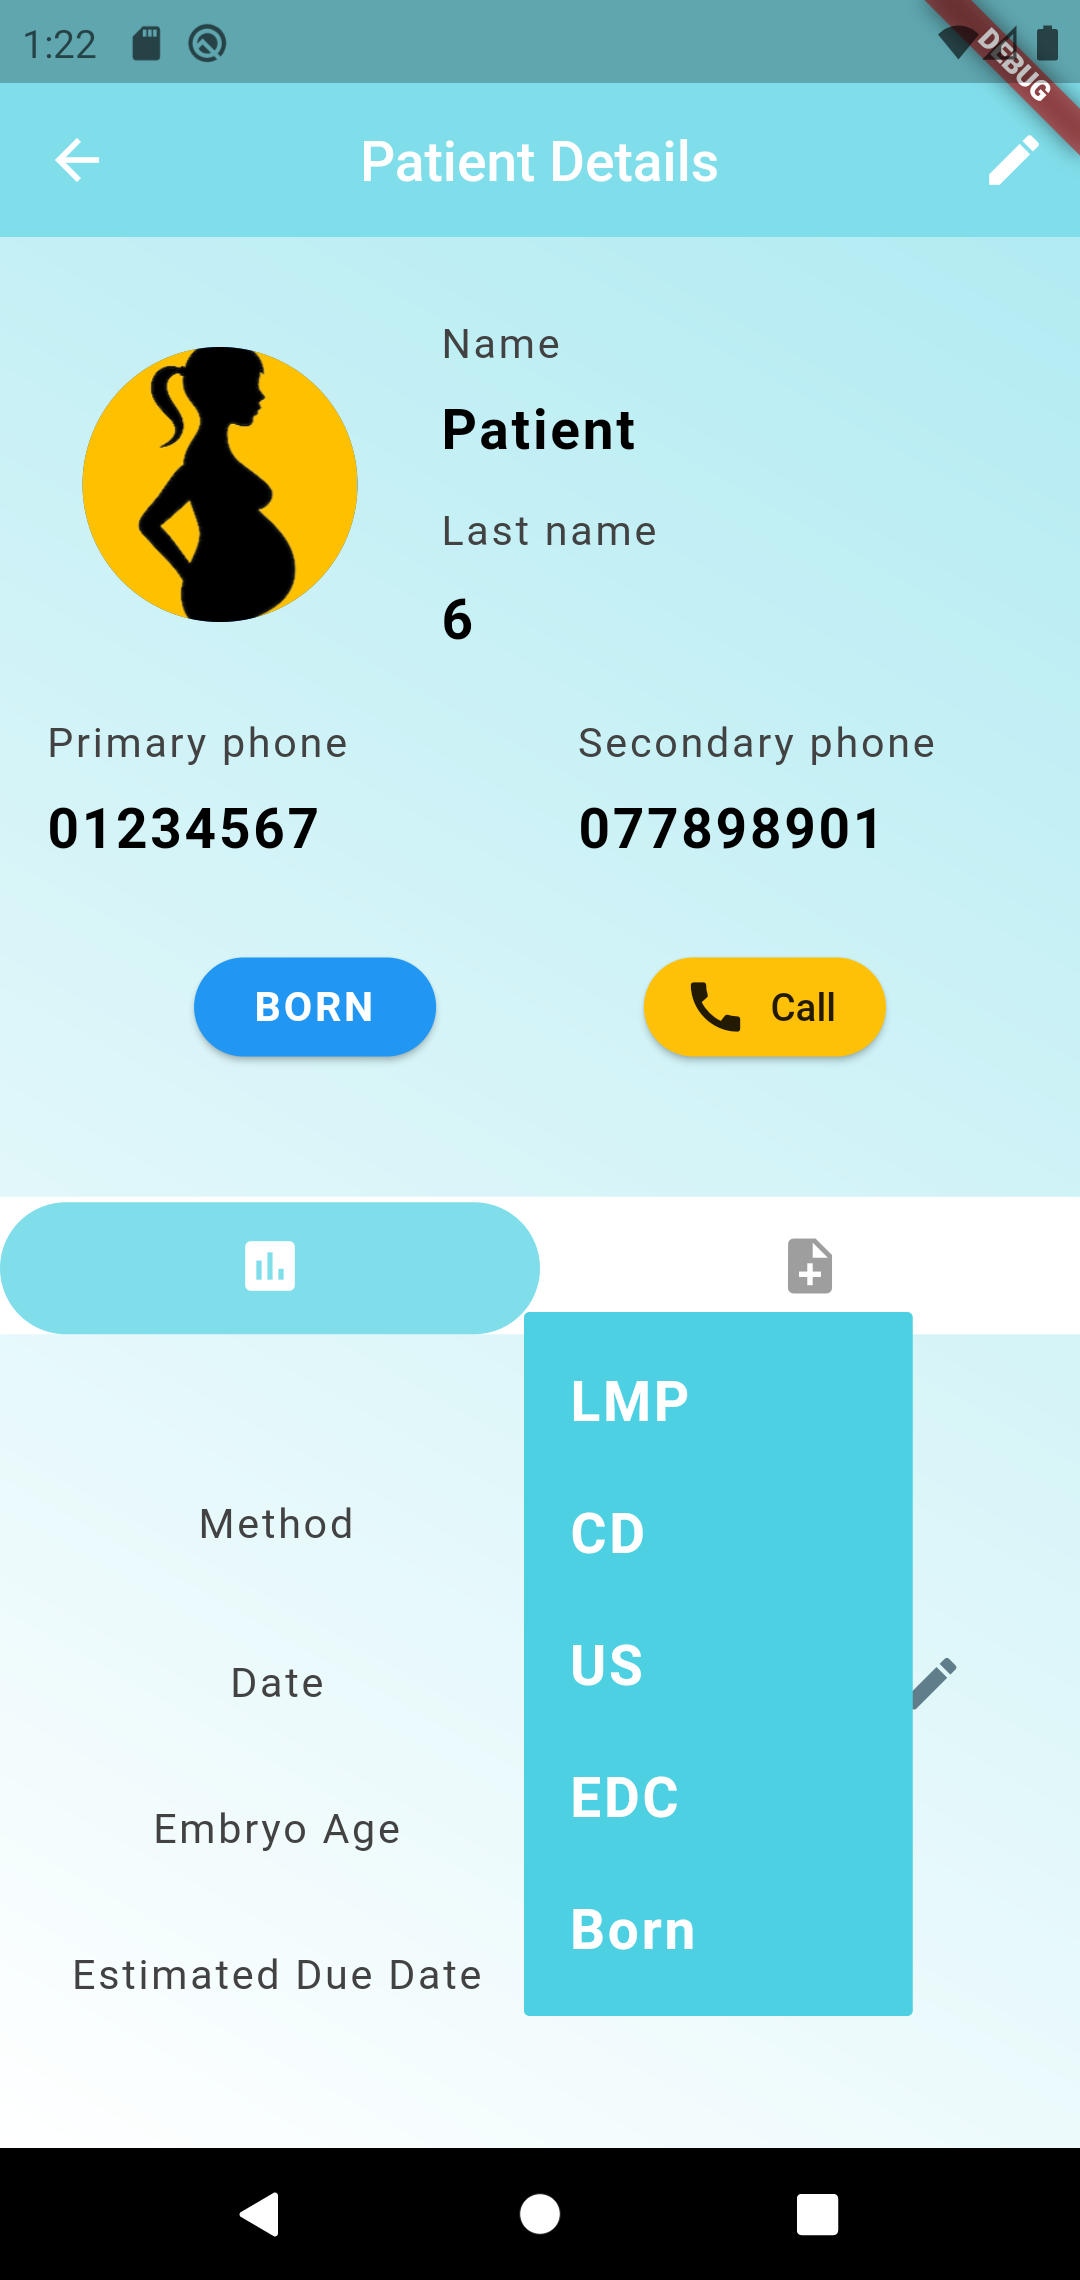 1:22
DEBUG
Patient Details
Name
Patient
Last name
6
Primary phone
Secondary phone
01234567
077898901
BORN
Call
LMP
CD
Method
US
Date
EDC
Embryo Age
Born
Estimated Due Date